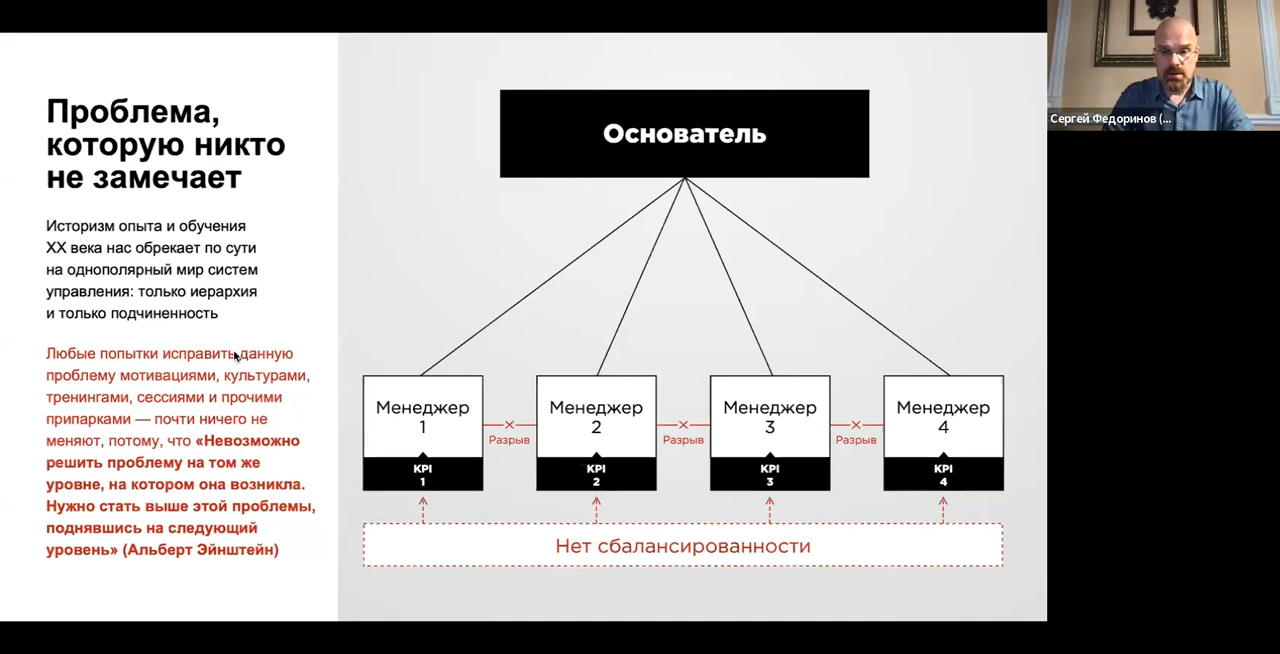 Проблема,
которую никто
не замечает
Историзм опыта и обучения
XX века нас обрекает по сути
на однополярный мир систем
управления: только иерархия
и только подчиненность
Любые попытки исправить данную
проблему мотивациями, культурами,
тренингами, сессиями и прочими
припарками — почти ничего не
меняют, потому, что «Невозможно
решить проблему на том же
уровне, на котором она возникла.
Нужно стать выше этой проблемы,
поднявшись на следующий
уровень» (Альберт Эйнштейн)
Основатель
Менеджер
1
KPI
1
Разрыв
Менеджер
2
KPI
2
Разрыв
Менеджер
3
KPI
3
Разрыв
Менеджер
4
KPI
4
Нет сбалансированности
Сергей Федоринов (...